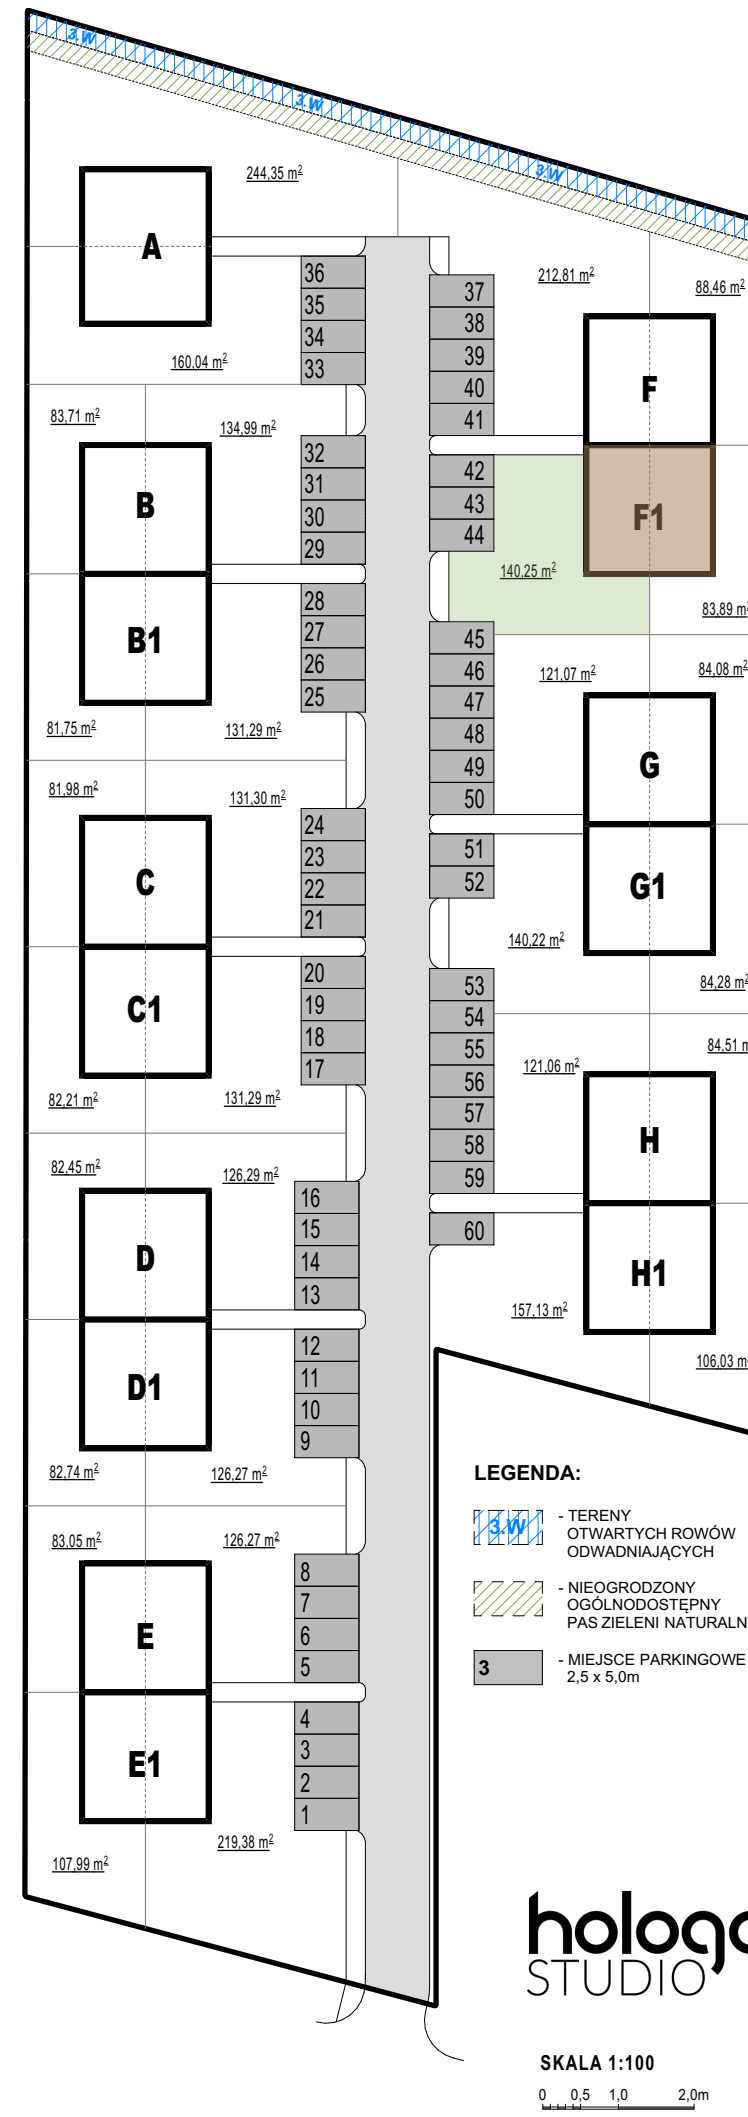 3.W
3.W
3.W
244,35 m²
A
160,04 m²
36
35
34
33
212,81 m²
88,46 m²
37
38
39
40
41
F
83,71 m²
134,99 m²
B
32
31
30
29
42
43
44
F1
140,25 m²
83,89 m²
B1
28
27
26
25
81,75 m²
131,29 m²
45
46
47
48
49
50
121,07 m²
84,08 m²
G
81,98 m²
131,30 m²
C
24
23
22
21
51
52
G1
140,22 m²
84,28 m²
C1
20
19
18
17
82,21 m²
131,29 m²
53
54
55
56
57
58
59
121,06 m²
84,51 m
H
82,45 m²
126,29 m²
D
16
15
14
13
60
H1
157,13 m²
106,03 m
D1
12
11
10
9
82,74 m²
126,27 m²
83,05 m²
126,27 m²
E
8
7
6
5
E1
4
3
2
1
219,38 m²
107,99 m²
LEGENDA:
3.W
- TERENY
OTWARTYCH ROWÓW
ODWADNIAJĄCYCH
- NIEOGRODZONY
OGÓLNODOSTĘPNY
PAS ZIELENI NATURALN
3
- MIEJSCE PARKINGOWE
2,5 x 5,0m
hologa
STUDIO
SKALA 1:100
0 0,5 1,0 2,0m